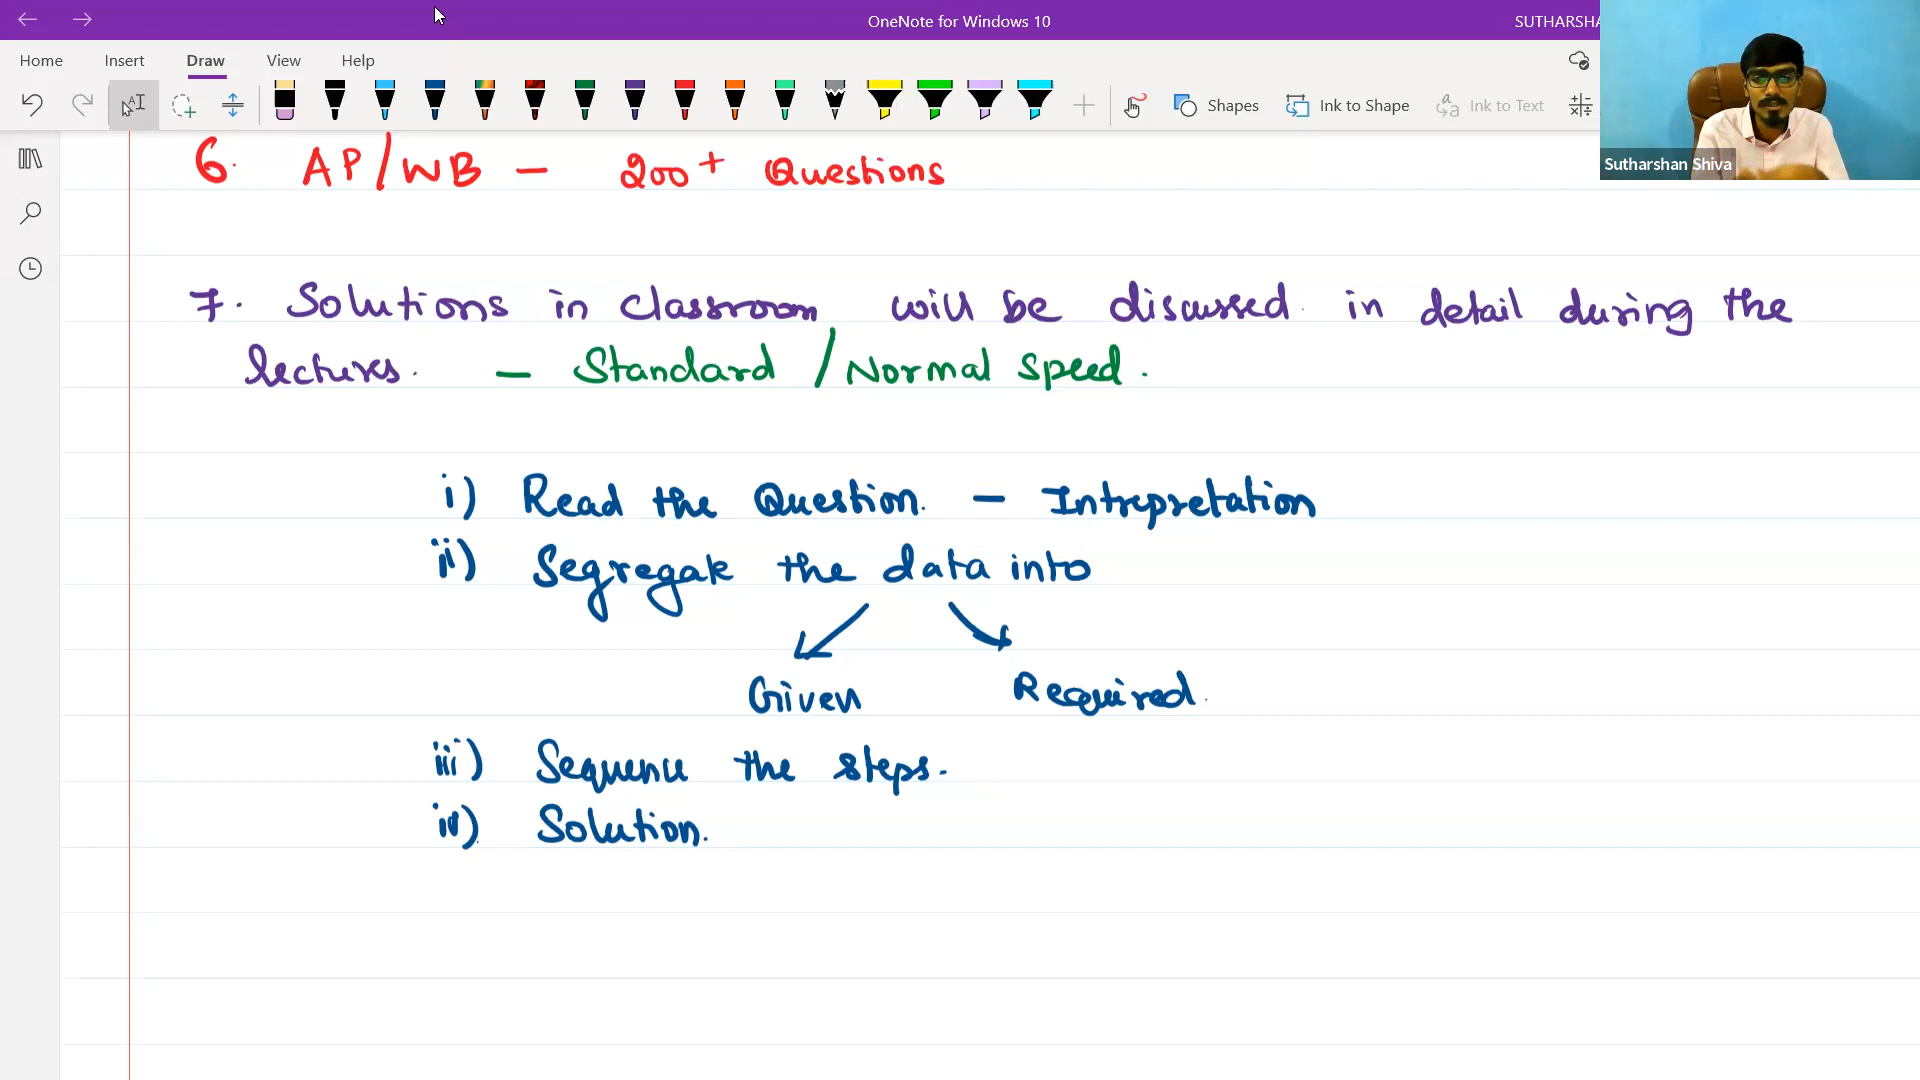 OneNote for Windows 10
SUTHARSHA
Home Insert Draw View Help
Shapes Ink to Shape Ink to Text
Sutharshan Shiva
6. AP/WB - 200+ Questions
7. Solutions in classroom will be discussed in detail during the
lectures. - Standard / Normal Speed.
i) Read the Question. - Intrepretation
ii) Segregate the data into
Given Required.
iii) Sequence the steps.
iv) Solution.